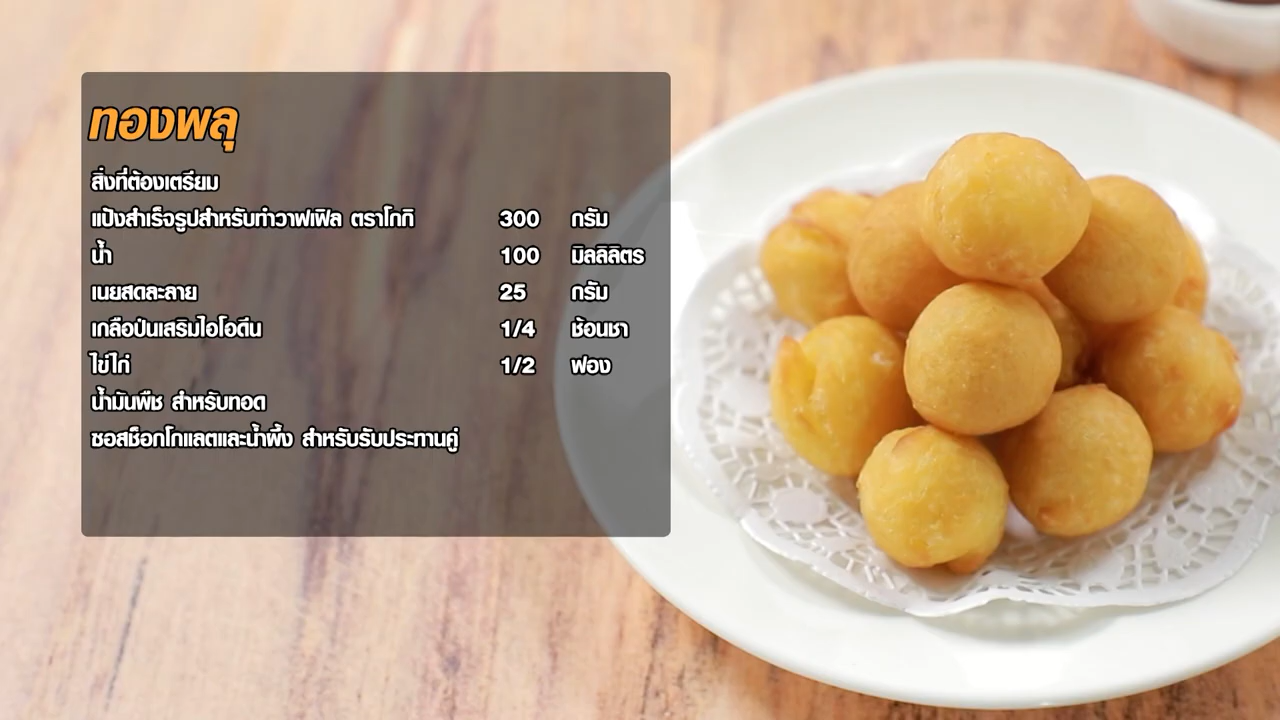 ทองพลุ
สิ่งที่ต้องเตรียม
แป้งสำเร็จรูปสำหรับทำวาฟเฟิล ตราโกกิ 300 กรัม
น้ำ 100 มิลลิลิตร
เนยสดละลาย 25 กรัม
เกลือป่นเสริมไอโอดีน 1/4 ช้อนชา
ไข่ไก่ 1/2 ฟอง
น้ำมันพืช สำหรับทอด
ซอสช็อกโกแลตและน้ำผึ้ง สำหรับรับประทานคู่